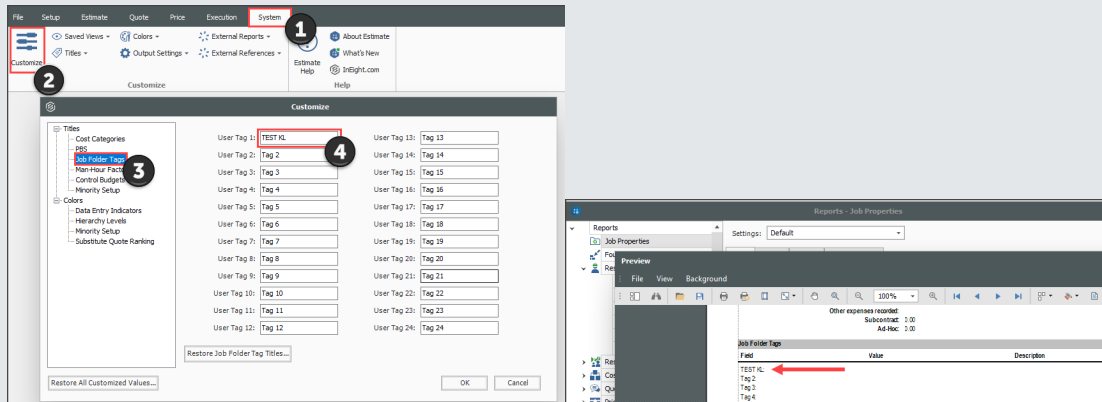 File Setup Estimate Quote Price Execution System
1
Saved Views Colors External Reports About Estimate
Titles Output Settings External References What's New
Customize Estimate Help InEight.com
2
Customize Help
Customize
Titles
Cost Categories
PBS
Job Folder Tags
3
Man-Hour
Control Budgets
Minority Setup
Colors
Data Entry Indicators
Hierarchy Levels
Minority Setup
Substitute Quote Ranking
User Tag 1: TEST KL User Tag 13: Tag 13
4
User Tag 2: Tag 2 User Tag 14: Tag 14
User Tag 3: Tag 3 User Tag 15: Tag 15
User Tag 4: Tag 4 User Tag 16: Tag 16
User Tag 5: Tag 5 User Tag 17: Tag 17
User Tag 6: Tag 6 User Tag 18: Tag 18
User Tag 7: Tag 7 User Tag 19: Tag 19
User Tag 8: Tag 8 User Tag 20: Tag 20
User Tag 9: Tag 9 User Tag 21: Tag 21
User Tag 10: Tag 10 User Tag 22: Tag 22
User Tag 11: Tag 11 User Tag 23: Tag 23
User Tag 12: Tag 12 User Tag 24: Tag 24
Restore Job Folder Tag Titles...
Restore All Customized Values... OK Cancel
Reports - Job Properties
Reports
Job Properties
Settings: Default
Preview
File View Background
100%
Other expenses recorded:
Subcontract: 0.00
Ad-Hoc: 0.00
Job Folder Tags
Field Value Description
TEST KL:
Tag 2:
Tag 3:
Tag 4: